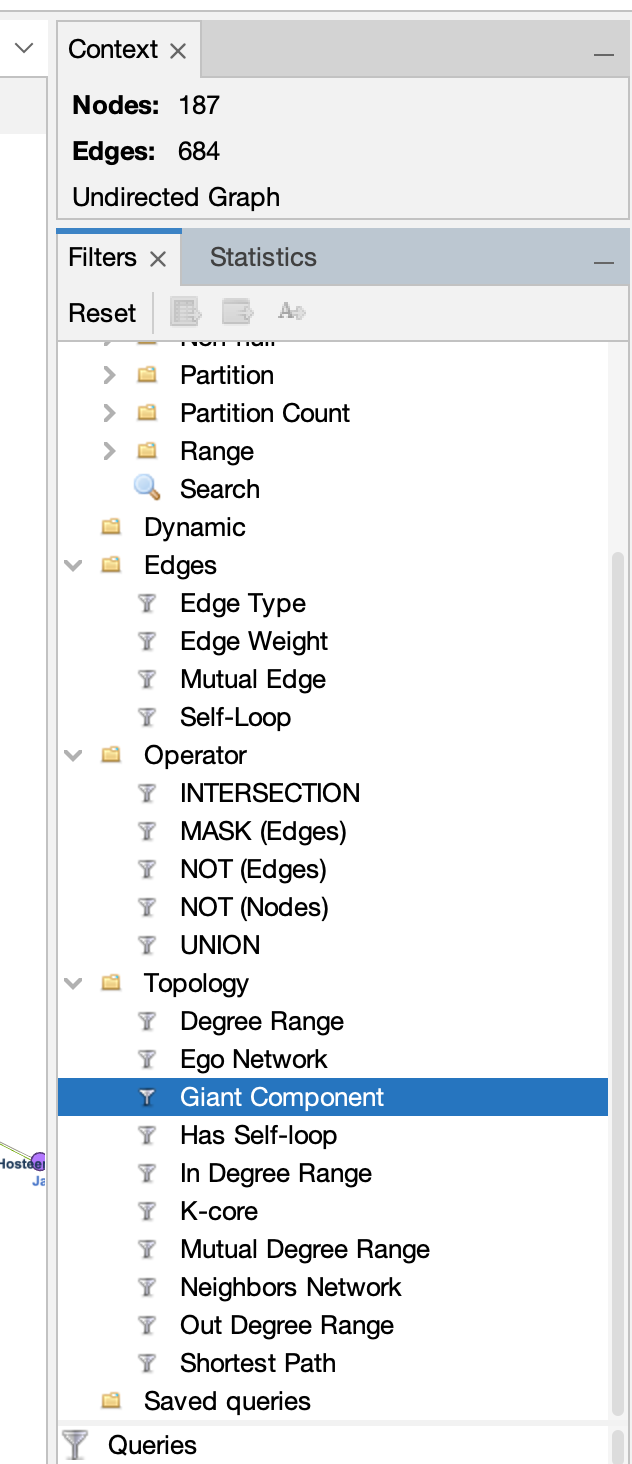 Context
Nodes: 187
Edges: 684
Undirected Graph
Filters Statistics
Reset
Partition
Partition Count
Range
Search
Dynamic
Edges
Edge Type
Edge Weight
Mutual Edge
Self-Loop
Operator
INTERSECTION
MASK (Edges)
NOT (Edges)
NOT (Nodes)
UNION
Topology
Degree Range
Ego Network
Giant Component
Has Self-loop
In Degree Range
K-core
Mutual Degree Range
Neighbors Network
Out Degree Range
Shortest Path
Saved queries
Queries